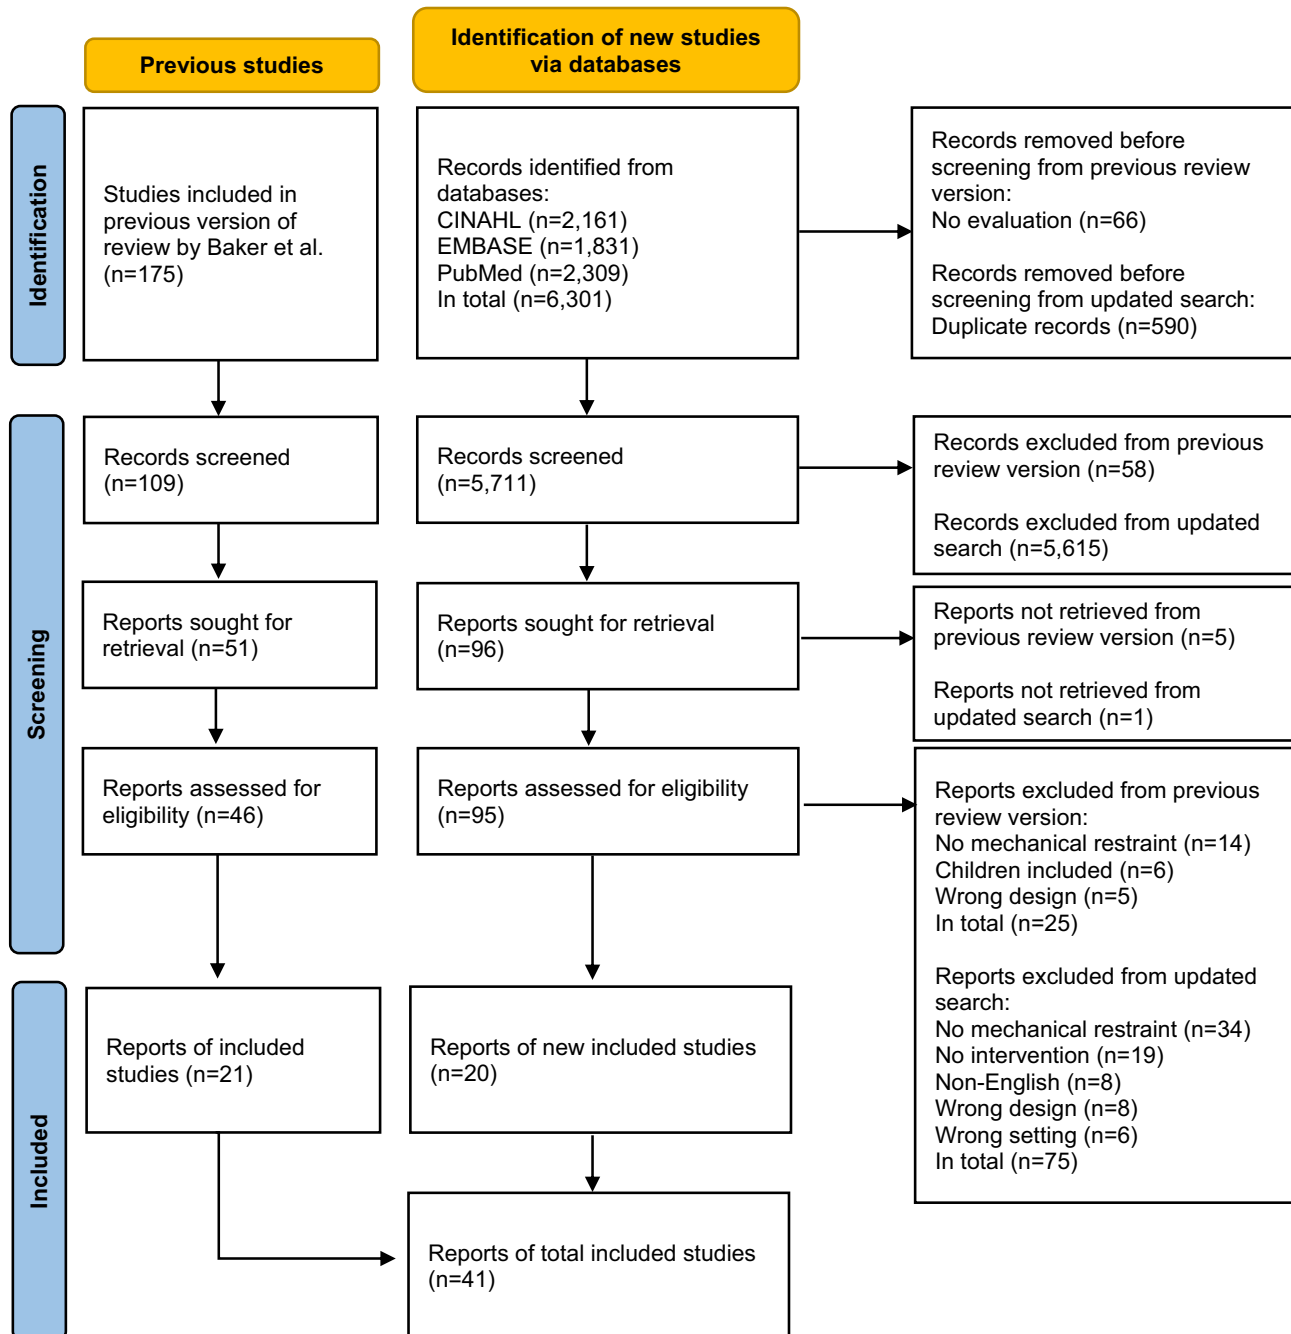 Previous studies
Identification of new studies
via databases
Identification
Studies included in
previous version of
review by Baker et al.
(n=175)
Records identified from
databases:
CINAHL (n=2,161)
EMBASE (n=1,831)
PubMed (n=2,309)
In total (n=6,301)
Records removed before
screening from previous review
version:
No evaluation (n=66)
Records removed before
screening from updated search:
Duplicate records (n=590)
Screening
Records screened
(n=109)
Records screened
(n=5,711)
Records excluded from previous
review version (n=58)
Records excluded from updated
search (n=5,615)
Reports sought for
retrieval (n=51)
Reports sought for retrieval
(n=96)
Reports not retrieved from
previous review version (n=5)
Reports not retrieved from
updated search (n=1)
Reports assessed for
eligibility (n=46)
Reports assessed for eligibility
(n=95)
Reports excluded from previous
review version:
No mechanical restraint (n=14)
Children included (n=6)
Wrong design (n=5)
In total (n=25)
Reports excluded from updated
search:
No mechanical restraint (n=34)
No intervention (n=19)
Non-English (n=8)
Wrong design (n=8)
Wrong setting (n=6)
In total (n=75)
Included
Reports of included
studies (n=21)
Reports of new included studies
(n=20)
Reports of total included studies
(n=41)